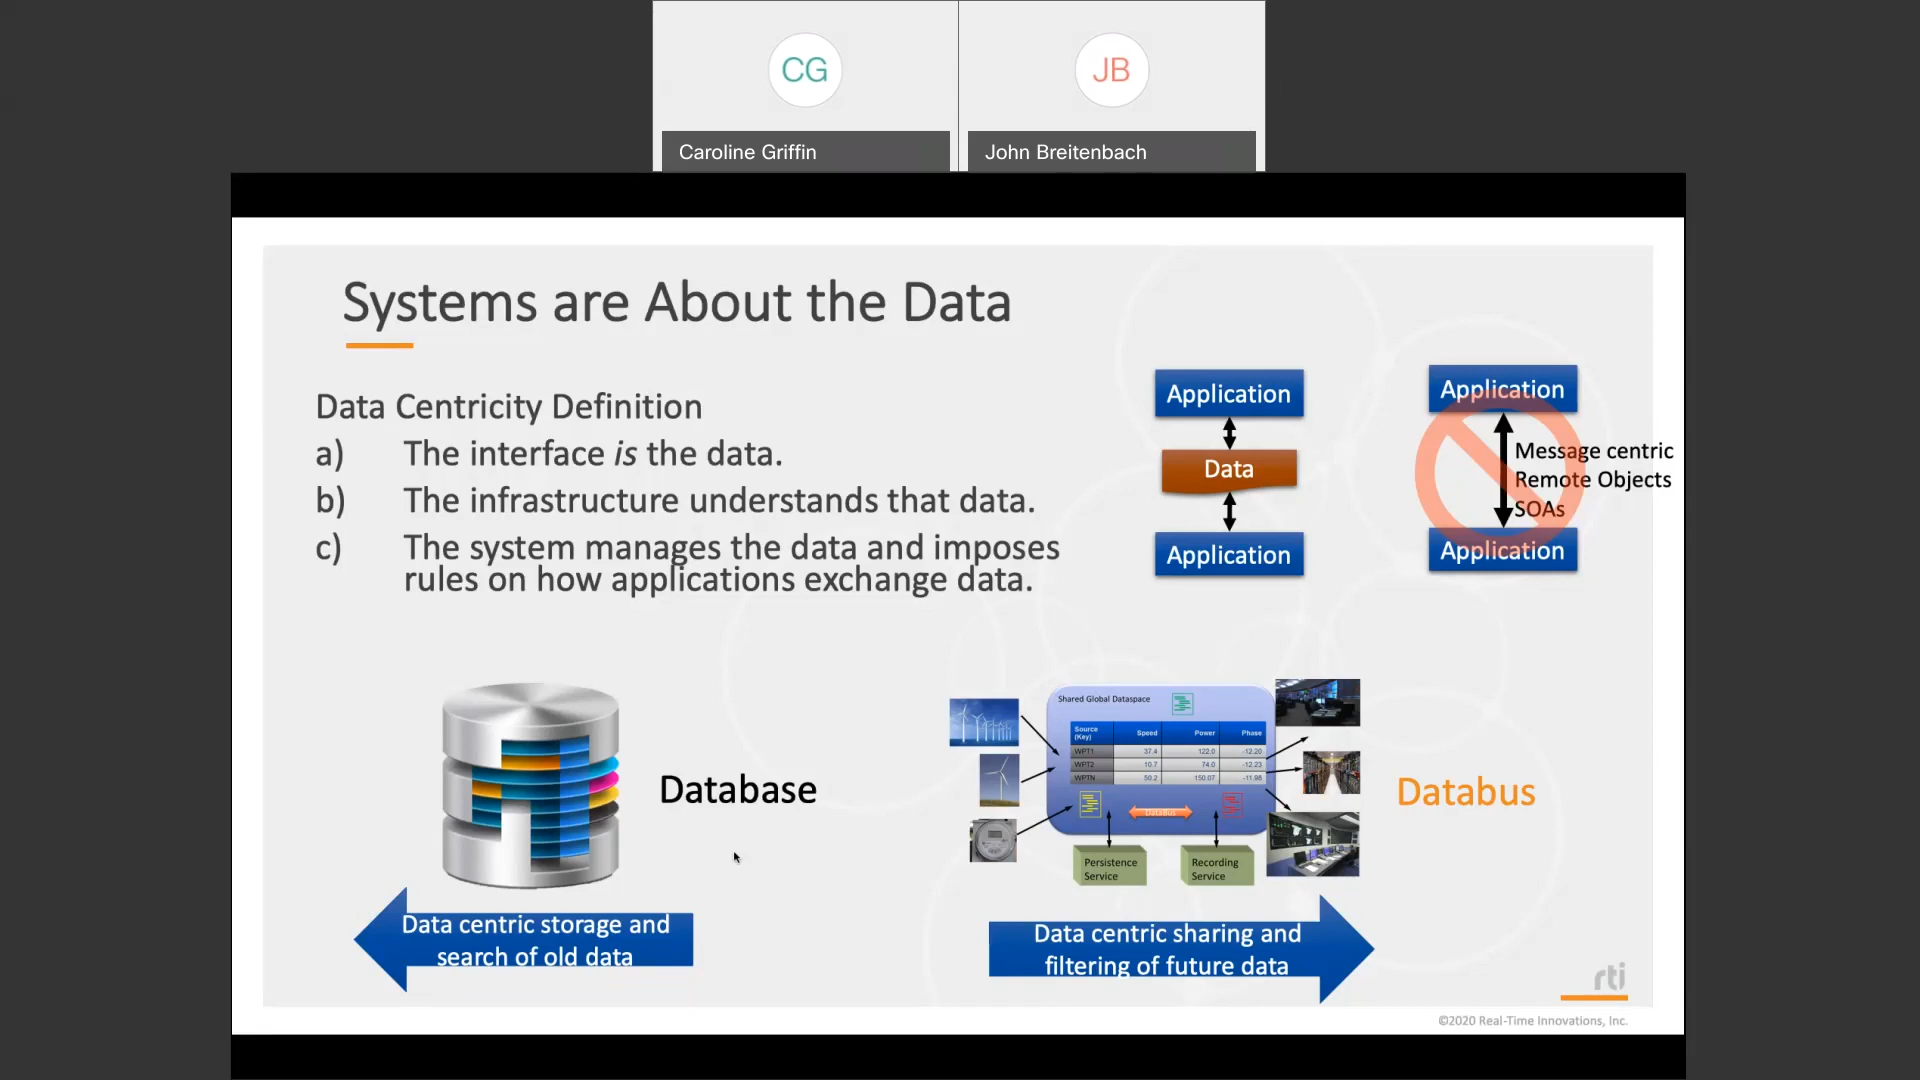 CG
JB
Caroline Griffin
John Breitenbach
Systems are About the Data
Data Centricity Definition
a) The interface is the data.
b) The infrastructure understands that data.
c) The system manages the data and imposes
rules on how applications exchange data.
Application
Data
Application
Application
Message centric
Remote Objects
SOAs
Application
Database
Data centric storage and
search of old data
Shared Global Dataspace
Source (Key) Speed Power Phase
WPT1 37.4 122.0 -12.20
WPT2 10.7 74.0 -12.23
WPTN 50.2 150.07 -11.98
DataBus
Persistence
Service
Recording
Service
Databus
Data centric sharing and
filtering of future data
rti
©2020 Real-Time Innovations, Inc.